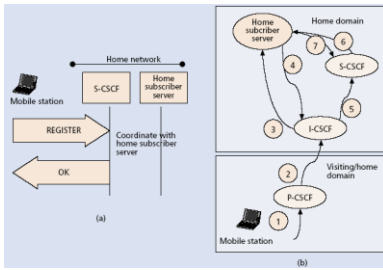 Home network
S-CSCF
Home
subscriber
server
Mobile station
REGISTER
Coordinate with
home subscriber
server
OK
(a)
Home subcriber
server
Home domain
7
6
S-CSCF
4
5
3
I-CSCF
2
Visiting/home
domain
P-CSCF
1
Mobile station
(b)